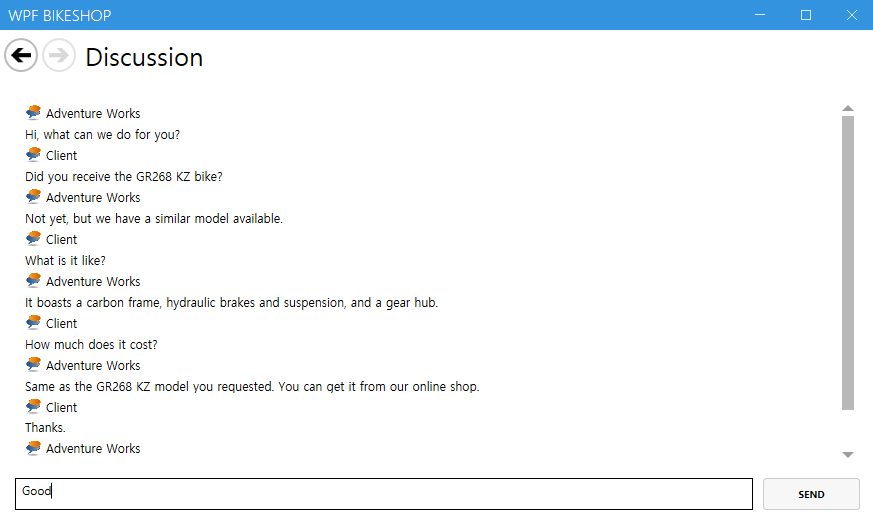 WPF BIKESHOP
Discussion
Adventure Works
Hi, what can we do for you?
Client
Did you receive the GR268 KZ bike?
Adventure Works
Not yet, but we have a similar model available.
Client
What is it like?
Adventure Works
It boasts a carbon frame, hydraulic brakes and suspension, and a gear hub.
Client
How much does it cost?
Adventure Works
Same as the GR268 KZ model you requested. You can get it from our online shop.
Client
Thanks.
Adventure Works
Good
SEND